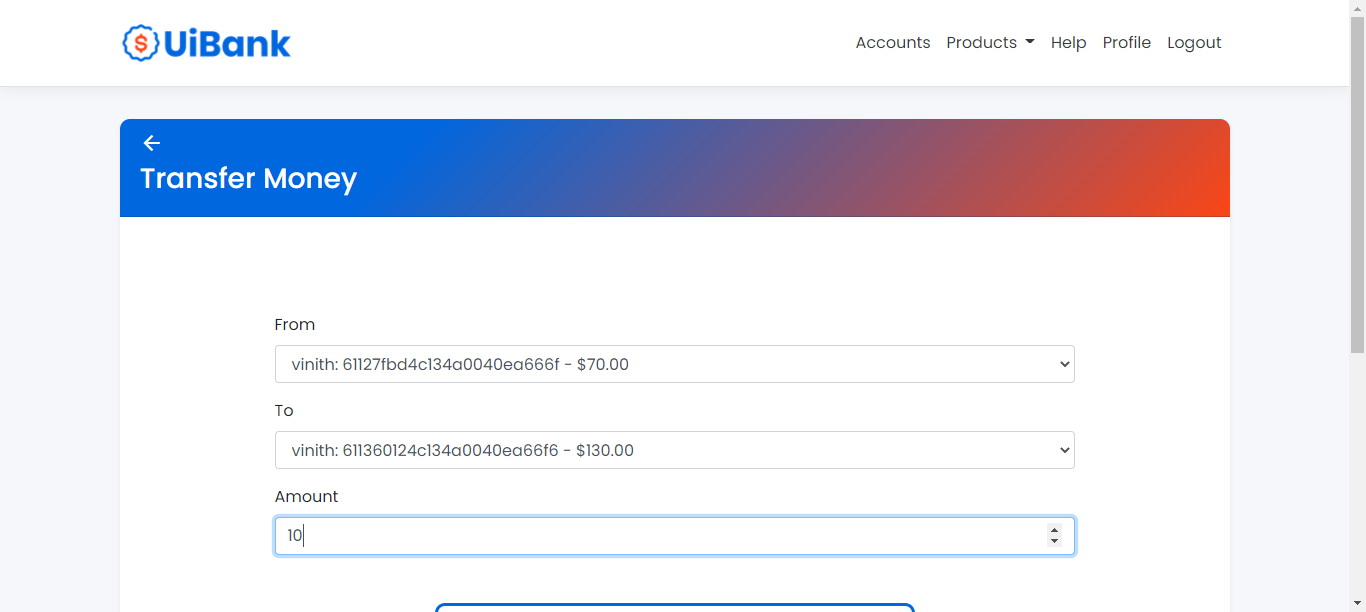 UiBank
Accounts Products Help Profile Logout
Transfer Money
From
vinith: 61127fbd4c134a0040ea666f - $70.00
To
vinith: 611360124c134a0040ea66f6 - $130.00
Amount
10